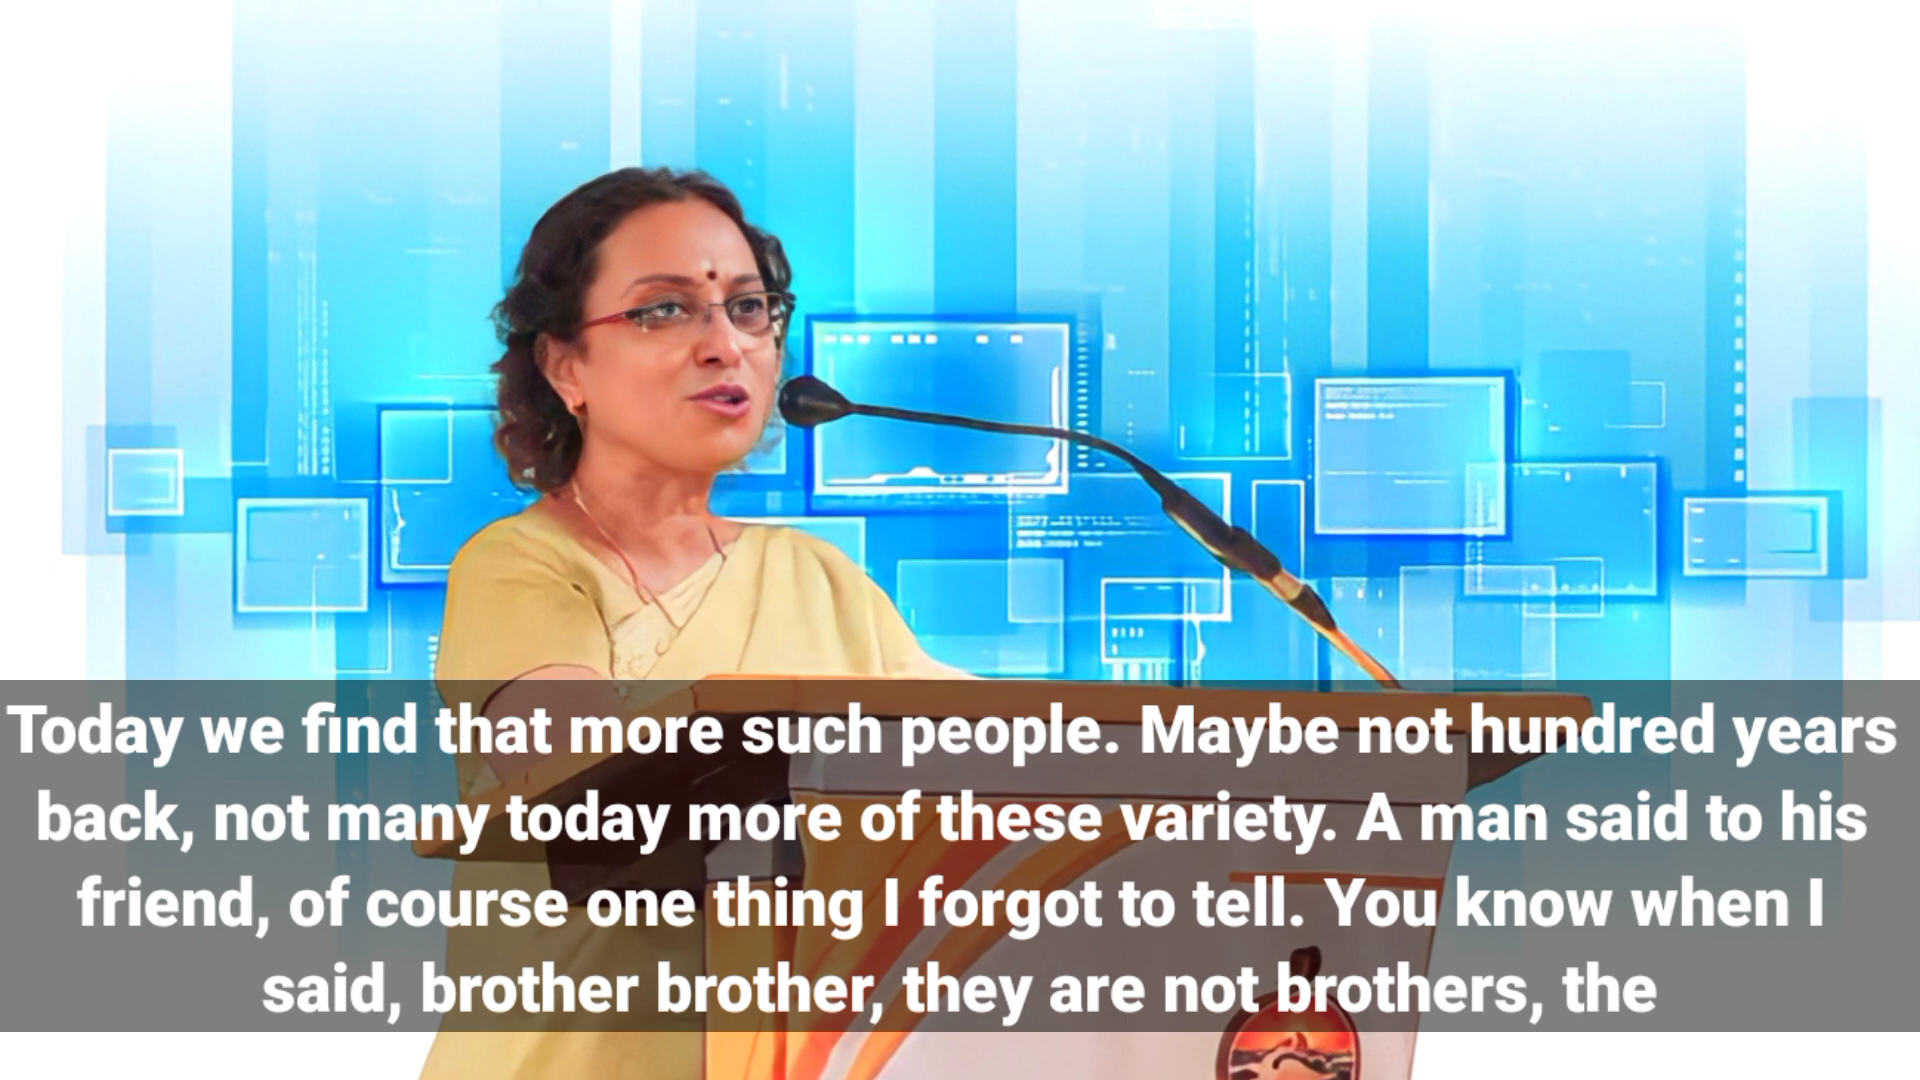 Today we find that more such people. Maybe not hundred years
back, not many today more of these variety. A man said to his
friend, of course one thing I forgot to tell. You know when I
said, brother brother, they are not brothers, the